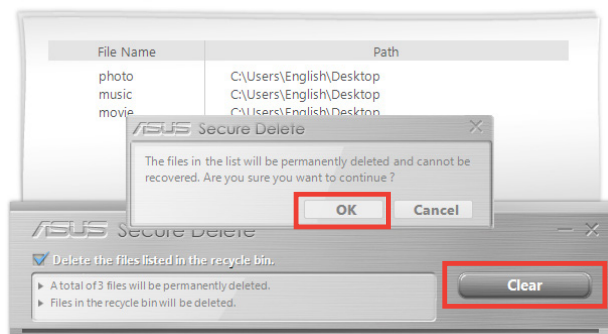 File Name Path
photo C:\Users\English\Desktop
music C:\Users\English\Desktop
movie C:\Users\English\Desktop
ASUS Secure Delete
The files in the list will be permanently deleted and cannot be
recovered. Are you sure you want to continue ?
OK Cancel
ASUS Secure Delete
Delete the files listed in the recycle bin.
A total of 3 files will be permanently deleted.
Files in the recycle bin will be deleted.
Clear